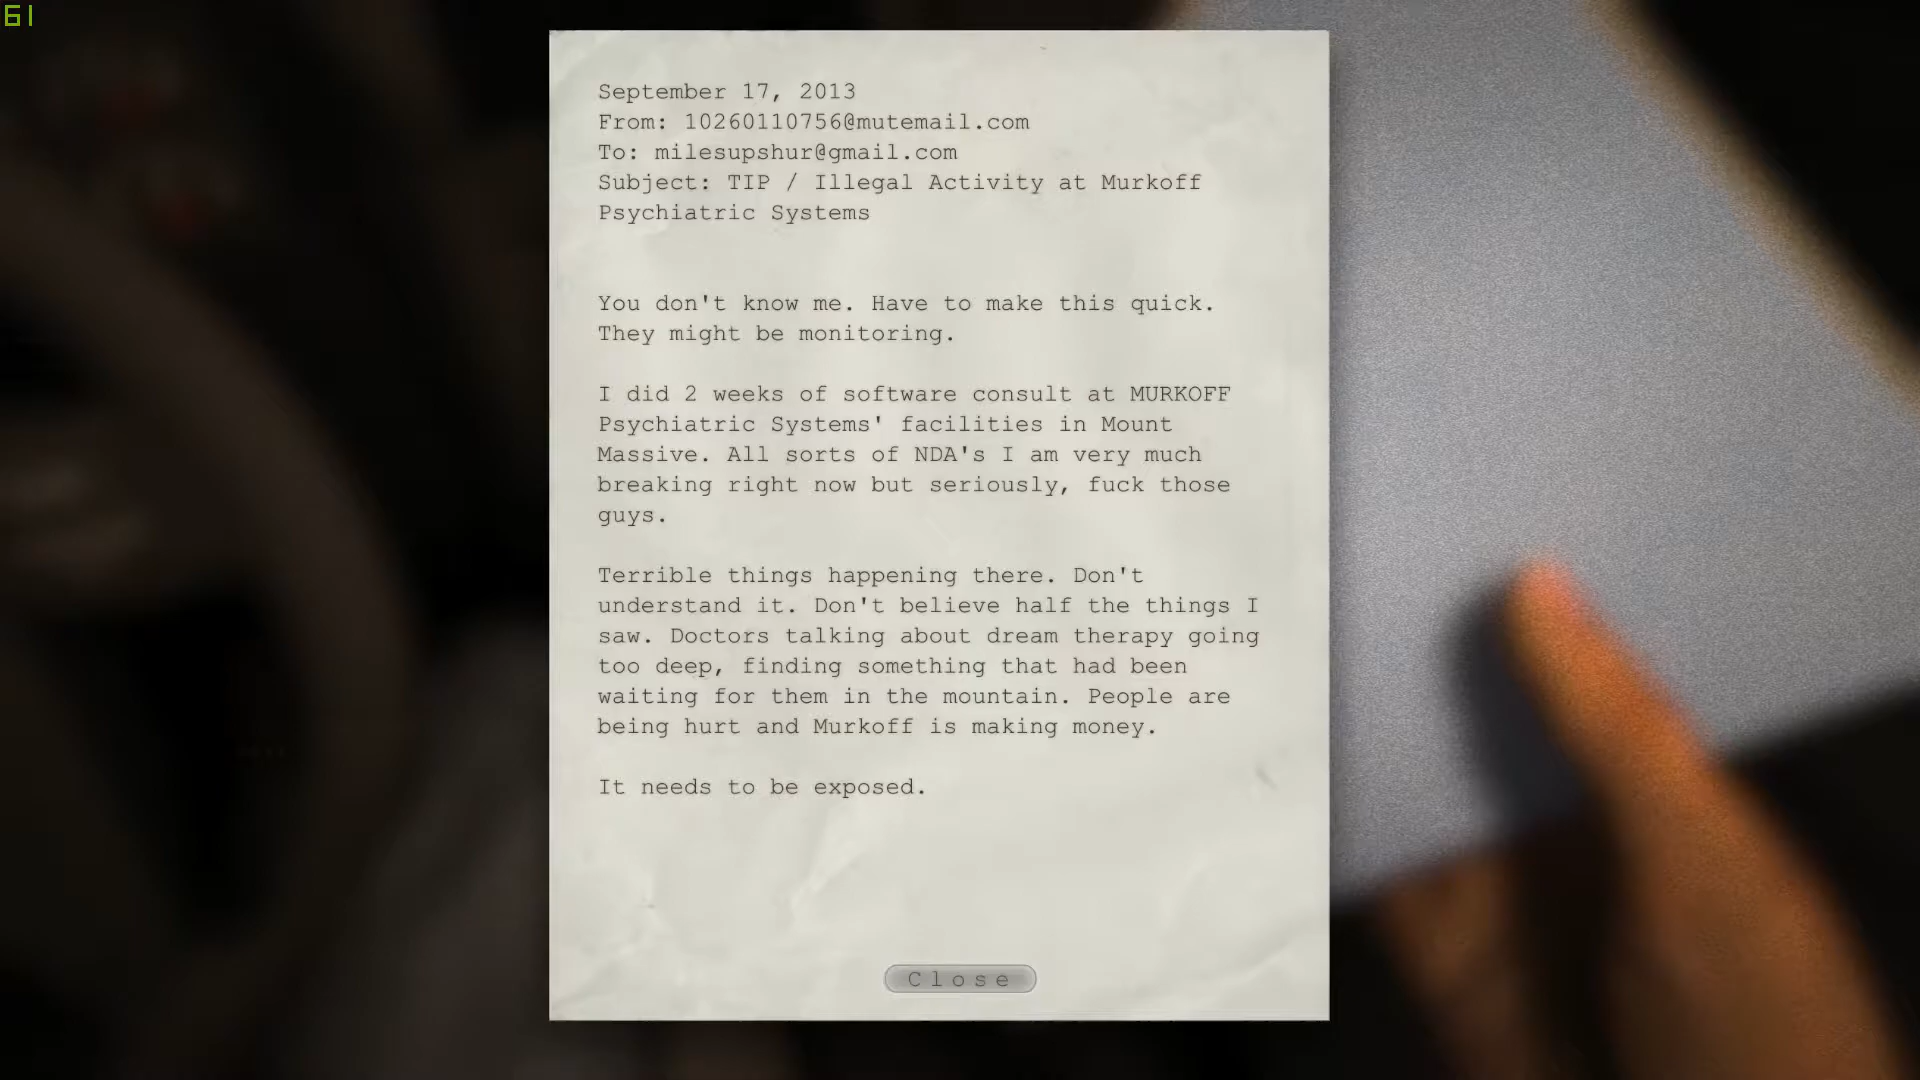 61
September 17, 2013
From: 10260110756@mutemail.com
To: milesupshur@gmail.com
Subject: TIP / Illegal Activity at Murkoff
Psychiatric Systems
You don't know me. Have to make this quick.
They might be monitoring.
I did 2 weeks of software consult at MURKOFF
Psychiatric Systems' facilities in Mount
Massive. All sorts of NDA's I am very much
breaking right now but seriously, fuck those
guys.
Terrible things happening there. Don't
understand it. Don't believe half the things I
saw. Doctors talking about dream therapy going
too deep, finding something that had been
waiting for them in the mountain. People are
being hurt and Murkoff is making money.
It needs to be exposed.
Close